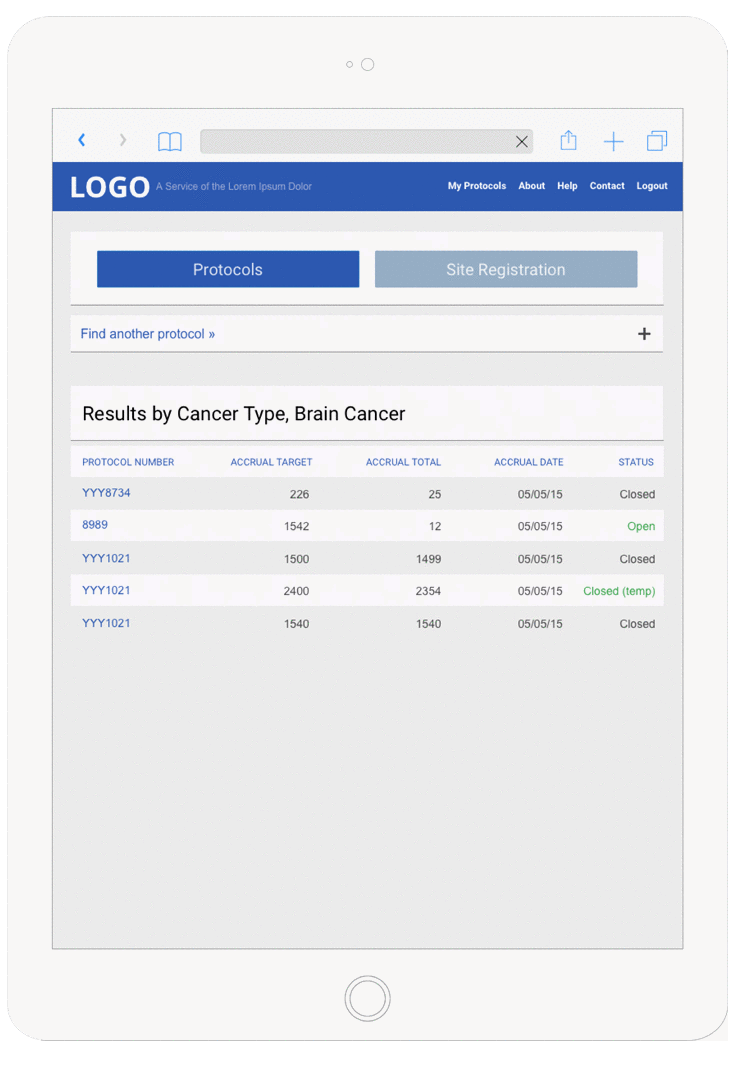 LOGO A Service of the Lorem Ipsum Dolor My Protocols About Help Contact Logout
Protocols Site Registration
Find another protocol » +
Results by Cancer Type, Brain Cancer
PROTOCOL NUMBER ACCRUAL TARGET ACCRUAL TOTAL ACCRUAL DATE STATUS
YYY8734 226 25 05/05/15 Closed
8989 1542 12 05/05/15 Open
YYY1021 1500 1499 05/05/15 Closed
YYY1021 2400 2354 05/05/15 Closed (temp)
YYY1021 1540 1540 05/05/15 Closed